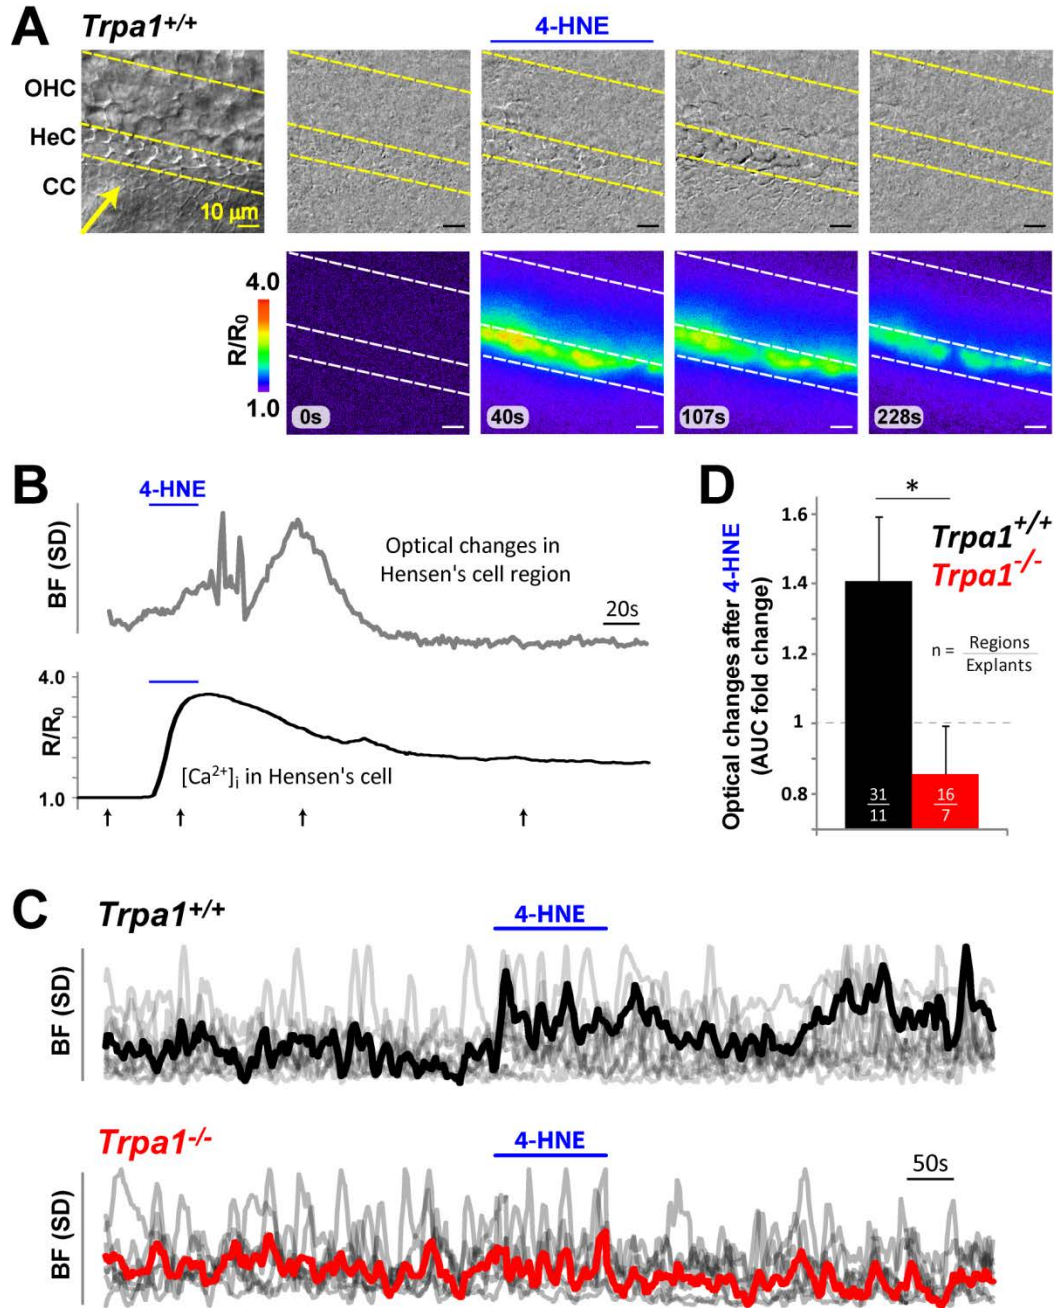 A
Trpa1+/+
4-HNE
OHC
HeC
CC
10 µm
4.0
R/R0
1.0
0s
40s
107s
228s
B
4-HNE
BF (SD)
Optical changes in
Hensen's cell region
20s
4.0
R/R0
1.0
[Ca2+]i in Hensen's cell
D
*
Optical changes after 4-HNE
(AUC fold change)
1.6
1.4
1.2
1
0.8
Trpa1+/+
Trpa1-/-
n = Regions
Explants
31
11
16
7
C
Trpa1+/+
4-HNE
BF (SD)
Trpa1-/-
4-HNE
50s
BF (SD)